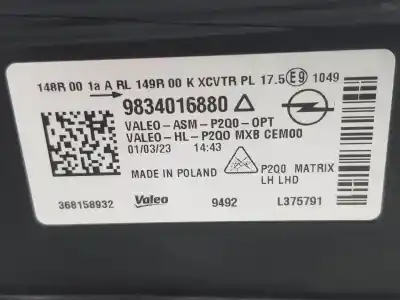 148R 00 1a A RL 149R 00 K XCVTR PL 17.5 E9 1049
9834016880
VALEO-ASM-P2Q0-OPT
VALEO-HL-P2QO MXB CEM00
01/03/23 14:43
MADE IN POLAND
P2Q0 MATRIX
LH LHD
368158932 Valeo 9492 L375791